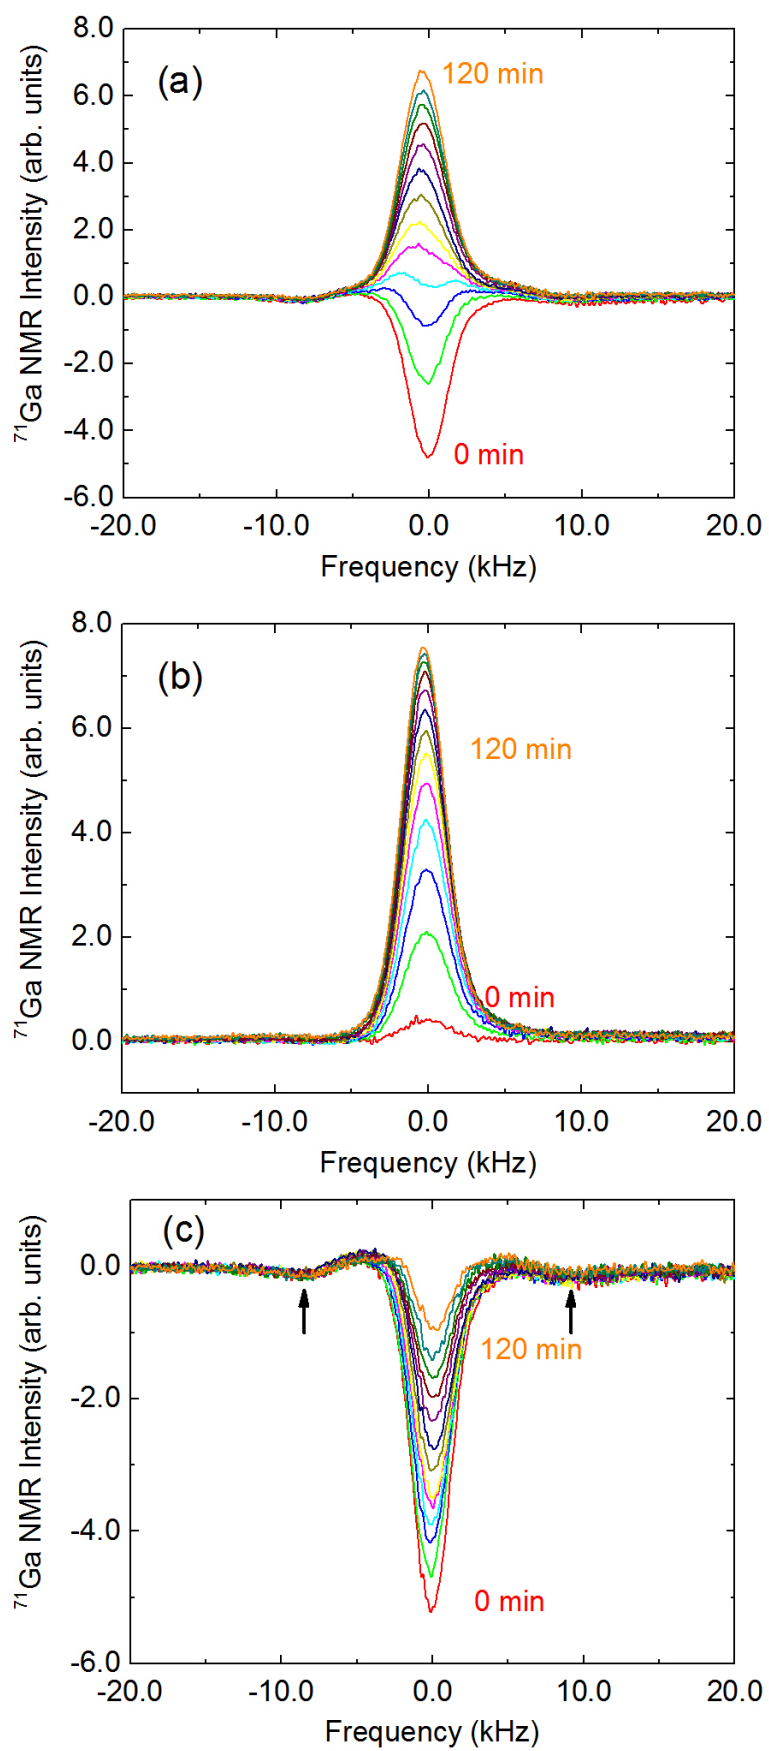 (a)
120 min
0 min
8.0
6.0
4.0
2.0
0.0
-2.0
-4.0
-6.0
-20.0 -10.0 0.0 10.0 20.0
Frequency (kHz)
⁷¹Ga NMR Intensity (arb. units)
(b)
120 min
0 min
8.0
6.0
4.0
2.0
0.0
-20.0 -10.0 0.0 10.0 20.0
Frequency (kHz)
⁷¹Ga NMR Intensity (arb. units)
(c)
120 min
0 min
0.0
-2.0
-4.0
-6.0
-20.0 -10.0 0.0 10.0 20.0
Frequency (kHz)
⁷¹Ga NMR Intensity (arb. units)